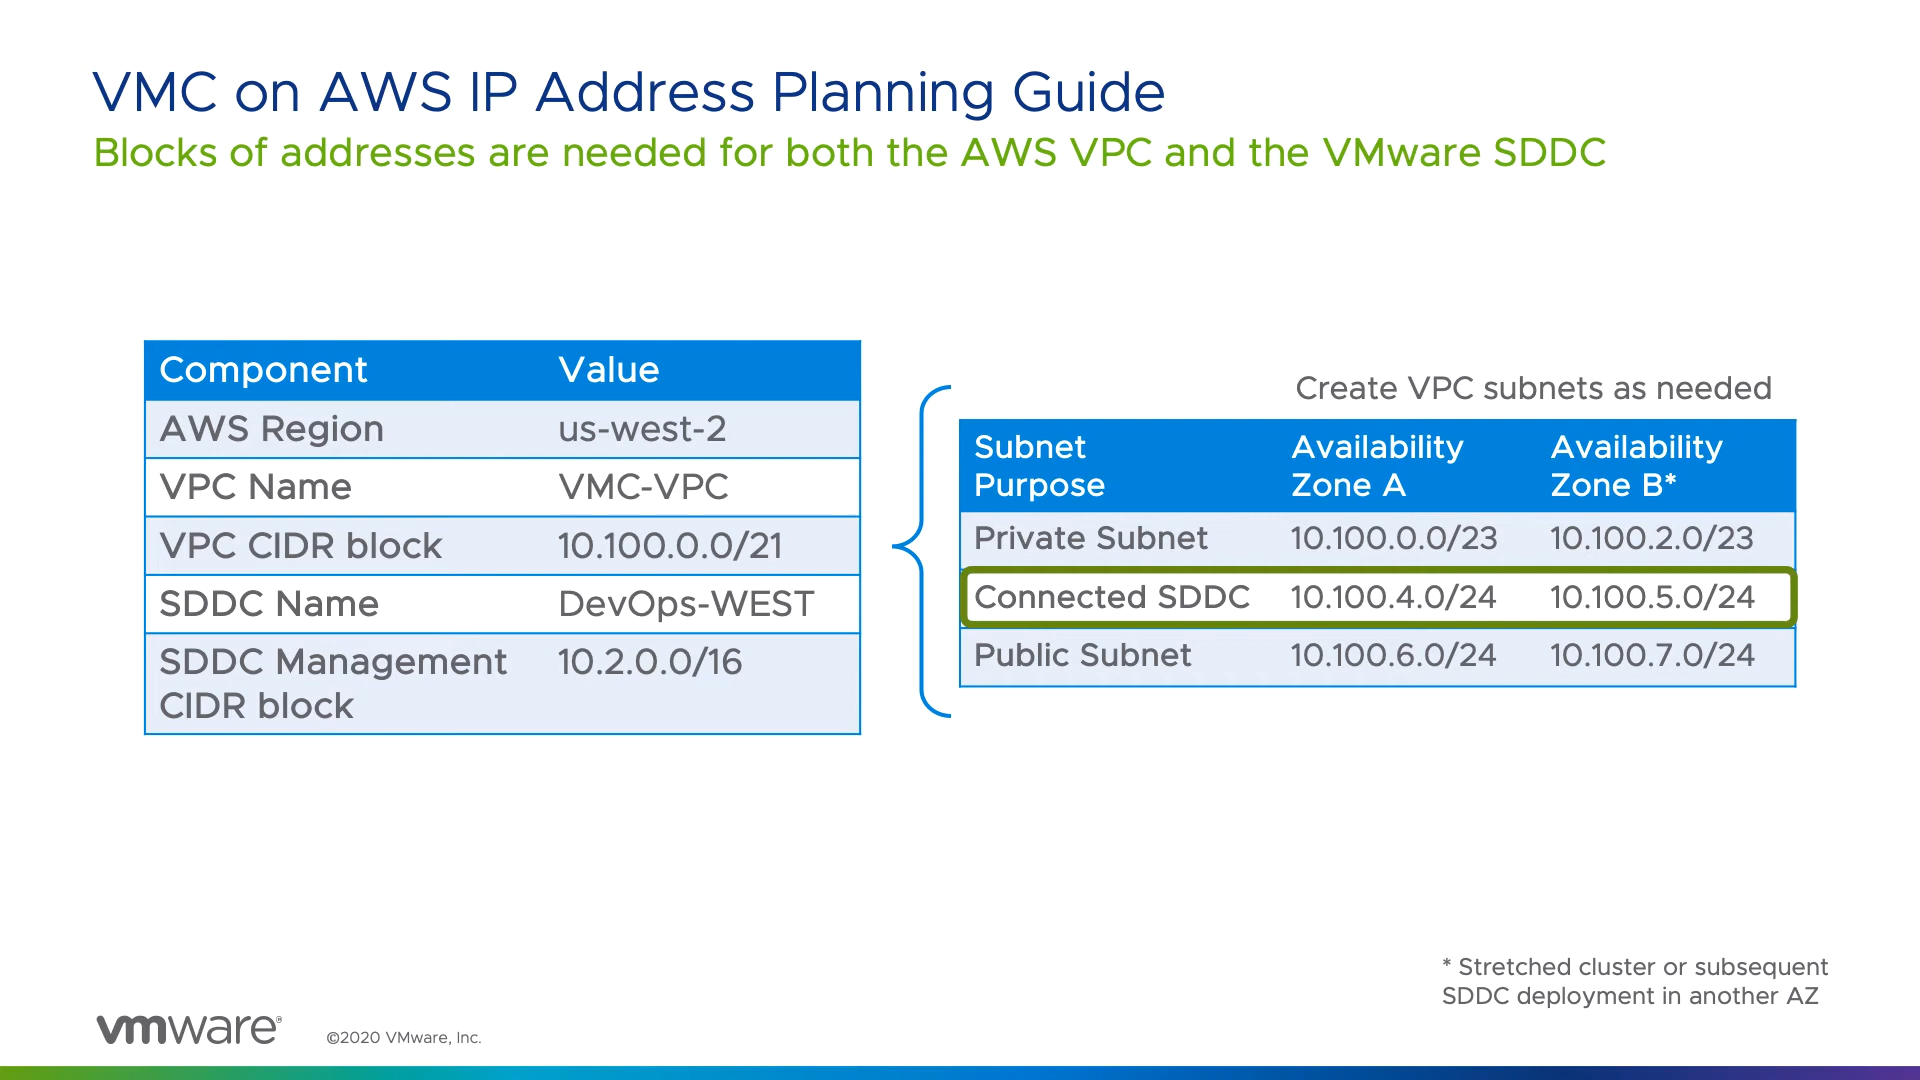 VMC on AWS IP Address Planning Guide
Blocks of addresses are needed for both the AWS VPC and the VMware SDDC
Component Value
AWS Region us-west-2
VPC Name VMC-VPC
VPC CIDR block 10.100.0.0/21
SDDC Name DevOps-WEST
SDDC Management 10.2.0.0/16
CIDR block
Create VPC subnets as needed
Subnet Availability Availability
Purpose Zone A Zone B*
Private Subnet 10.100.0.0/23 10.100.2.0/23
Connected SDDC 10.100.4.0/24 10.100.5.0/24
Public Subnet 10.100.6.0/24 10.100.7.0/24
* Stretched cluster or subsequent
SDDC deployment in another AZ
vmware®
©2020 VMware, Inc.